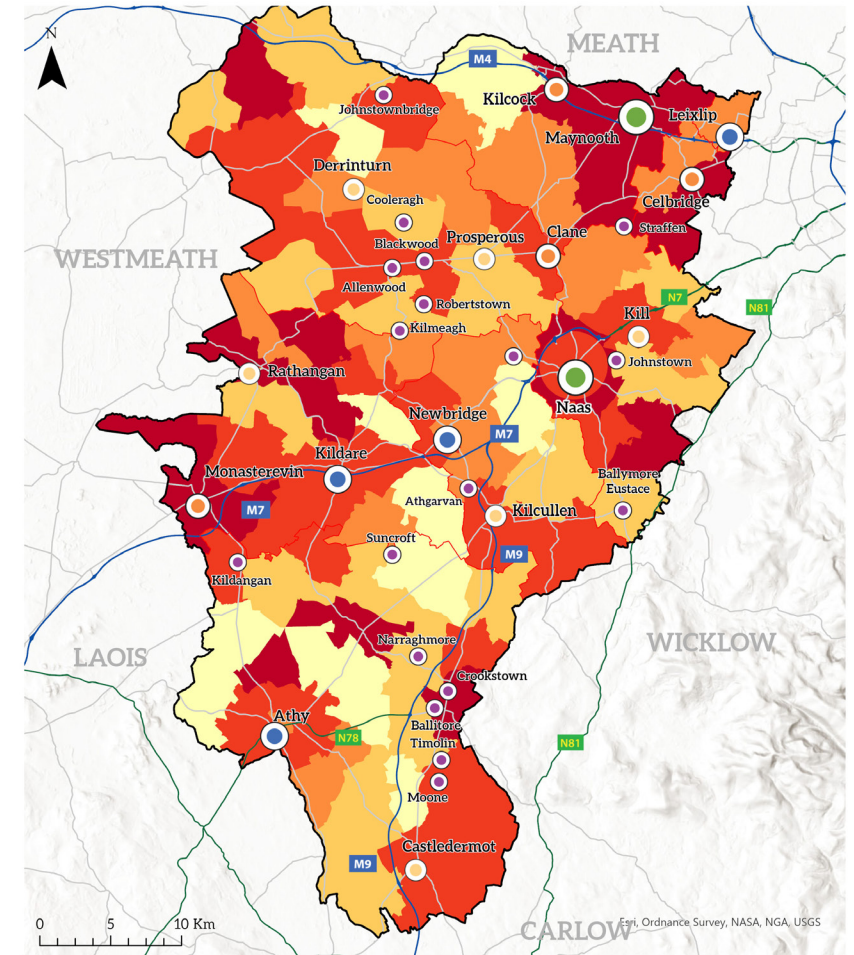 N
MEATH
M4
Kilcock
Johnstownbridge
Leixlip
Maynooth
Derrinturn
Cooleragh
Celbridge
Straffen
Clane
Prosperous
Blackwood
WESTMEATH
Allenwood
N7
N81
Robertstown
Kill
Kilmeagh
Johnstown
Rathangan
Naas
Newbridge
M7
Kildare
Monasterevin
Ballymore
Eustace
Athgarvan
M7
Kilcullen
Suncroft
M9
Kildangan
Narraghmore
WICKLOW
LAOIS
Crookstown
Athy
Ballitore
N78
Timolin
N81
Moone
Castledermot
M9
0 5 10 Km
Esri, Ordnance Survey, NASA, NGA, USGS
CARLOW